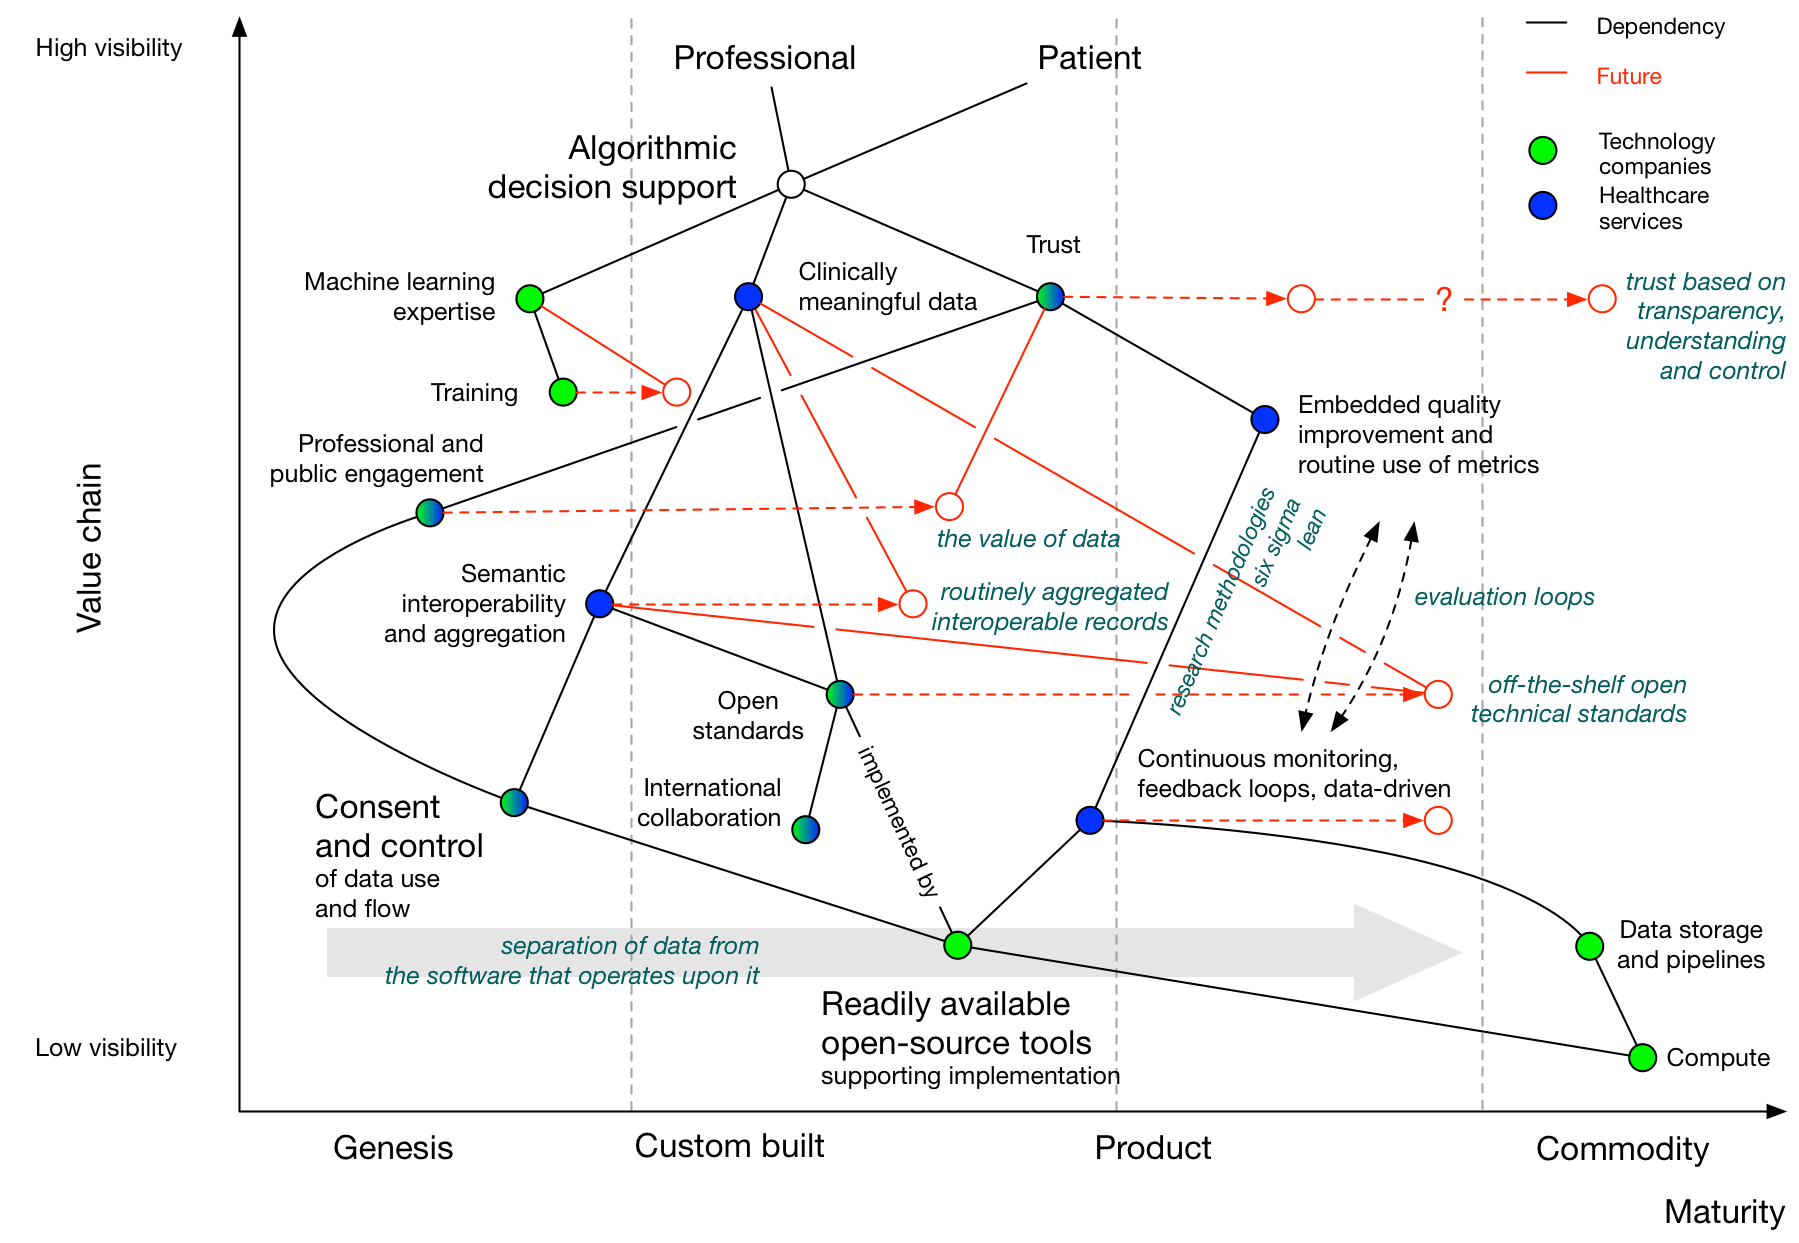 High visibility
Professional
Patient
Dependency
Future
Technology
companies
Healthcare
services
Algorithmic
decision support
Trust
Machine learning
expertise
Clinically
meaningful data
?
trust based on
transparency,
understanding
and control
Training
Embedded quality
improvement and
routine use of metrics
Professional and
public engagement
Value chain
the value of data
research methodologies
six sigma
lean
Semantic
interoperability
and aggregation
routinely aggregated
interoperable records
evaluation loops
Open
standards
off-the-shelf open
technical standards
implemented by
International
collaboration
Continuous monitoring,
feedback loops, data-driven
Consent
and control
of data use
and flow
separation of data from
the software that operates upon it
Data storage
and pipelines
Readily available
open-source tools
supporting implementation
Low visibility
Compute
Genesis
Custom built
Product
Commodity
Maturity